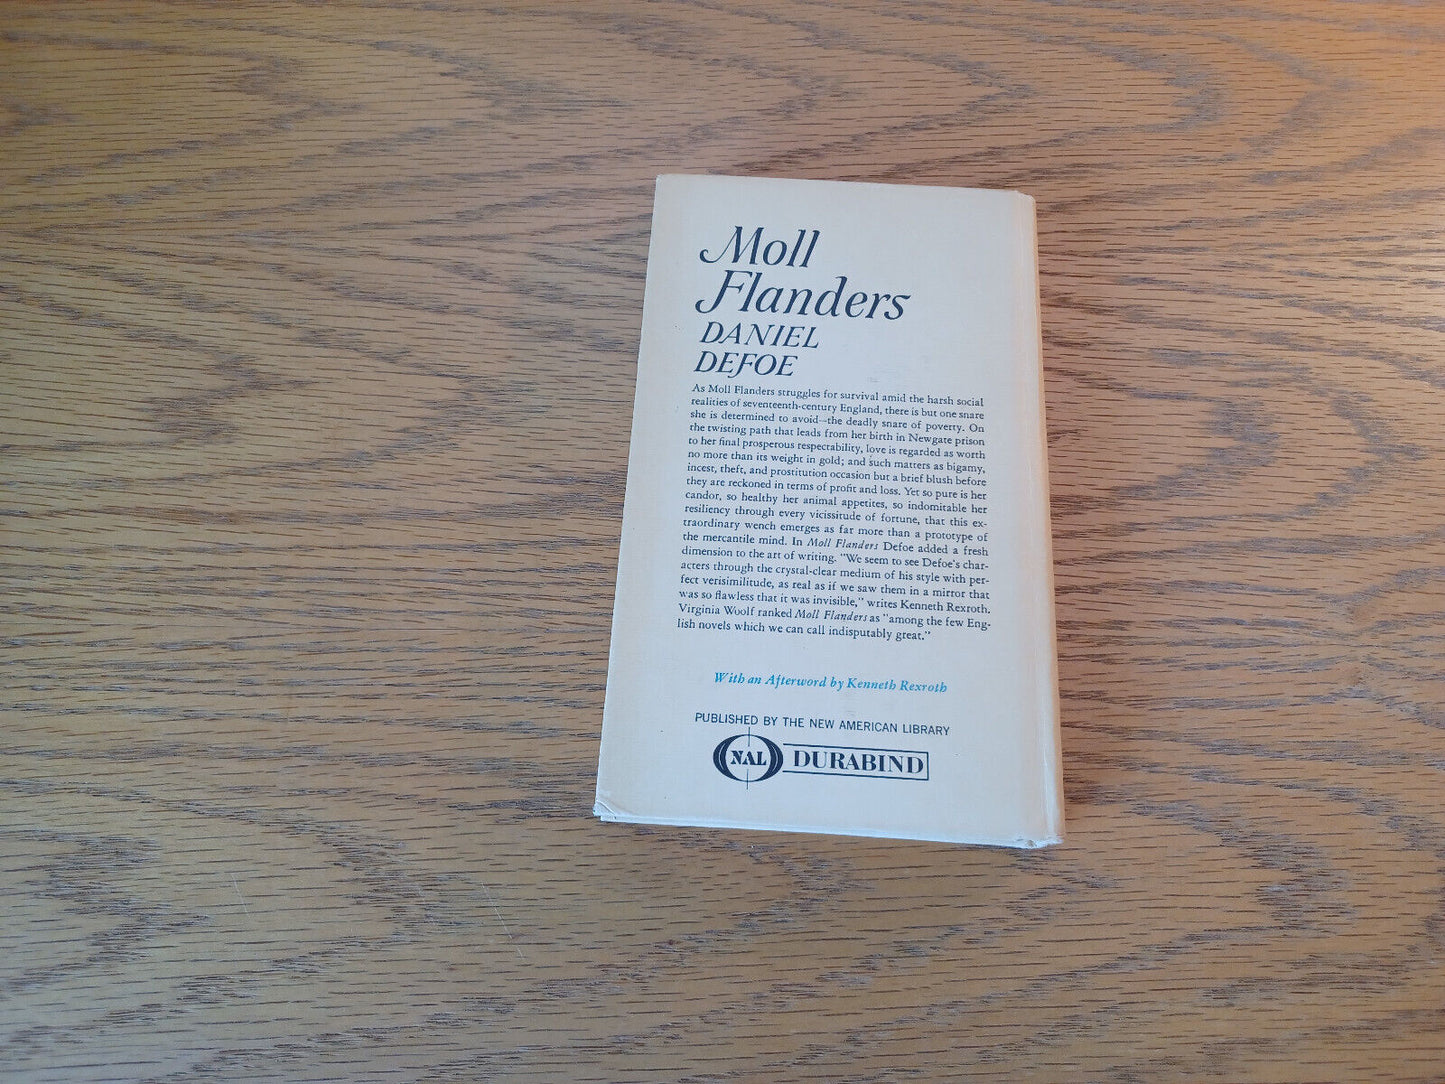 Moll
Flanders
DANIEL
DEFOE
As Moll Flanders struggles for survival amid the harsh social
realities of seventeenth-century England, there is but one snare
she is determined to avoid—the deadly snare of poverty. On
the twisting path that leads from her birth in Newgate prison
to her final prosperous respectability, love is regarded as worth
no more than its weight in gold; and such matters as bigamy,
incest, theft, and prostitution occasion but a brief blush before
they are reckoned in terms of profit and loss. Yet so pure is her
candor, so healthy her animal appetites, so indomitable her
resiliency through every vicissitude of fortune, that this ex-
traordinary wench emerges as far more than a prototype of
the mercantile mind. In Moll Flanders Defoe added a fresh
dimension to the art of writing. "We seem to see Defoe's char-
acters through the crystal-clear medium of his style with per-
fect verisimilitude, as real as if we saw them in a mirror that
was so flawless that it was invisible," writes Kenneth Rexroth.
Virginia Woolf ranked Moll Flanders as "among the few Eng-
lish novels which we can call indisputably great."
With an Afterword by Kenneth Rexroth
PUBLISHED BY THE NEW AMERICAN LIBRARY
NAL DURABIND